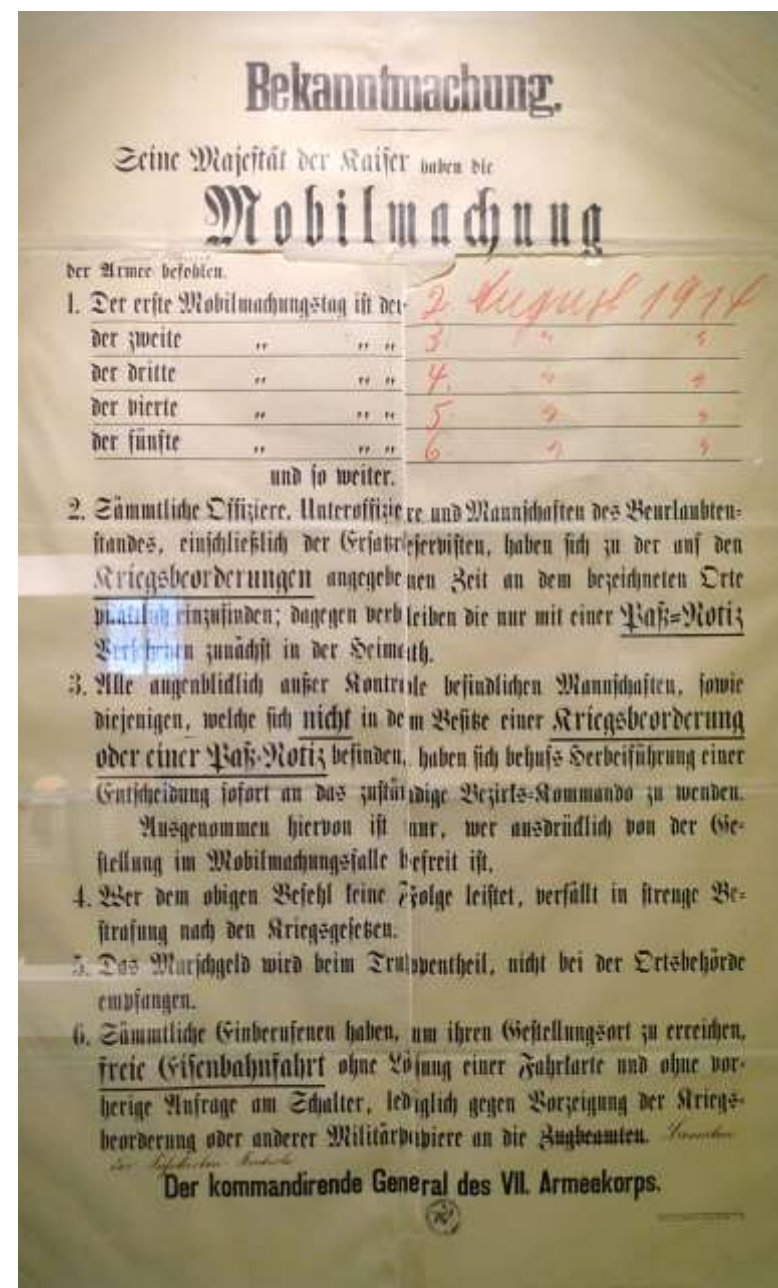 Bekanntmachung.
Seine Majestät der Kaiser haben die
Mobilmachung
der Armee befohlen.
1. Der erste Mobilmachungstag ist der 2. August 1914
der zweite " " " 3. " "
der dritte " " " 4. " "
der vierte " " " 5. " "
der fünfte " " " 6. " "
und so weiter.
2. Sämmtliche Offiziere, Unteroffiziere und Mannschaften des Beurlaubten-
standes, einschließlich der Ersatzreservisten, haben sich zu der auf den
Kriegsbeorderungen angegebenen Zeit an dem bezeichneten Orte
pünktlich einzufinden; dagegen verbleiben die nur mit einer Paß-Notiz
Versehenen zunächst in der Heimath.
3. Alle augenblicklich außer Kontrole befindlichen Mannschaften, sowie
diejenigen, welche sich nicht in dem Besitze einer Kriegsbeorderung
oder einer Paß-Notiz befinden, haben sich behufs Herbeiführung einer
Entscheidung sofort an das zuständige Bezirks-Kommando zu wenden.
Ausgenommen hiervon ist nur, wer ausdrücklich von der Ge-
stellung im Mobilmachungsfalle befreit ist.
4. Wer dem obigen Befehl keine Folge leistet, verfällt in strenge Be-
strafung nach den Kriegsgesetzen.
5. Das Marschgeld wird beim Truppentheil, nicht bei der Ortsbehörde
empfangen.
6. Sämmtliche Einberufenen haben, um ihren Gestellungsort zu erreichen,
freie Eisenbahnfahrt ohne Lösung einer Fahrkarte und ohne vor-
herige Anfrage am Schalter, lediglich gegen Vorzeigung der Kriegs-
beorderung oder anderer Militärpapiere an die Zugbeamten.
Der kommandirende General des VII. Armeekorps.